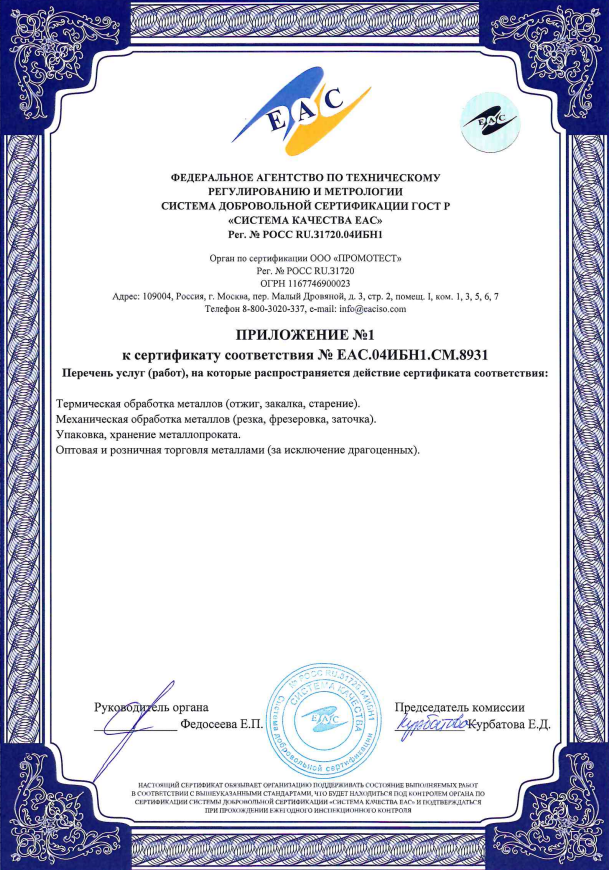 ЕАС
ЕАС
ФЕДЕРАЛЬНОЕ АГЕНТСТВО ПО ТЕХНИЧЕСКОМУ
РЕГУЛИРОВАНИЮ И МЕТРОЛОГИИ
СИСТЕМА ДОБРОВОЛЬНОЙ СЕРТИФИКАЦИИ ГОСТ Р
«СИСТЕМА КАЧЕСТВА ЕАС»
Рег. № РОСС RU.31720.04ИБН1
Орган по сертификации ООО «ПРОМОТЕСТ»
Рег. № РОСС RU.31720
ОГРН 1167746900023
Адрес: 109004, Россия, г. Москва, пер. Малый Дровяной, д. 3, стр. 2, помещ. I, ком. 1, 3, 5, 6, 7
Телефон 8-800-3020-337, e-mail: info@eaciso.com
ПРИЛОЖЕНИЕ №1
к сертификату соответствия № ЕАС.04ИБН1.СМ.8931
Перечень услуг (работ), на которые распространяется действие сертификата соответствия:
Термическая обработка металлов (отжиг, закалка, старение).
Механическая обработка металлов (резка, фрезеровка, заточка).
Упаковка, хранение металлопроката.
Оптовая и розничная торговля металлами (за исключение драгоценных).
Руководитель органа
Федосеева Е.П.
Председатель комиссии
Курбатова Курбатова Е.Д.
РОСС RU.31720.04ИБН1
СИСТЕМА КАЧЕСТВА
ЕАС
Система добровольной сертификации
НАСТОЯЩИЙ СЕРТИФИКАТ ОБЯЗЫВАЕТ ОРГАНИЗАЦИЮ ПОДДЕРЖИВАТЬ СОСТОЯНИЕ ВЫПОЛНЯЕМЫХ РАБОТ
В СООТВЕТСТВИИ С ВЫШЕУКАЗАННЫМИ СТАНДАРТАМИ, ЧТО БУДЕТ НАХОДИТЬСЯ ПОД КОНТРОЛЕМ ОРГАНА ПО
СЕРТИФИКАЦИИ СИСТЕМЫ ДОБРОВОЛЬНОЙ СЕРТИФИКАЦИИ «СИСТЕМА КАЧЕСТВА ЕАС» И ПОДТВЕРЖДАТЬСЯ
ПРИ ПРОХОЖДЕНИИ ЕЖЕГОДНОГО ИНСПЕКЦИОННОГО КОНТРОЛЯ